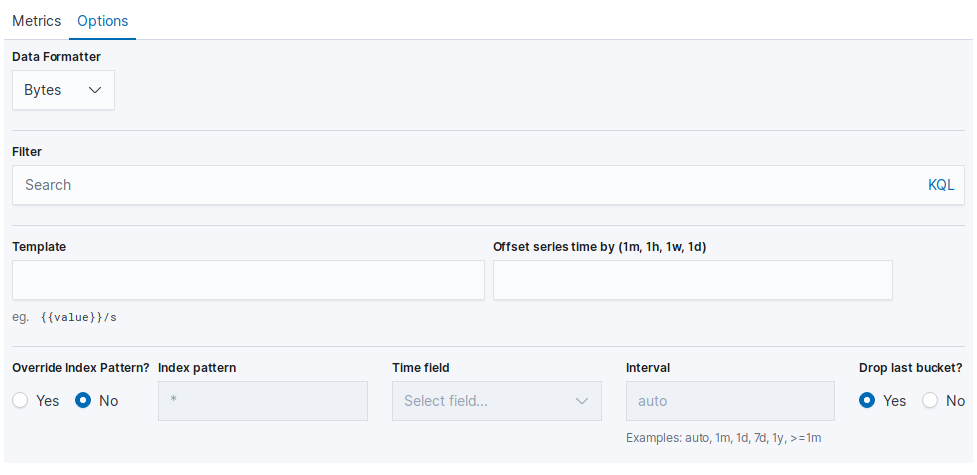 Metrics Options
Data Formatter
Bytes
Filter
Search KQL
Template Offset series time by (1m, 1h, 1w, 1d)
eg. {{value}}/s
Override Index Pattern? Index pattern Time field Interval Drop last bucket?
Yes No * Select field... auto Yes No
Examples: auto, 1m, 1d, 7d, 1y, >=1m